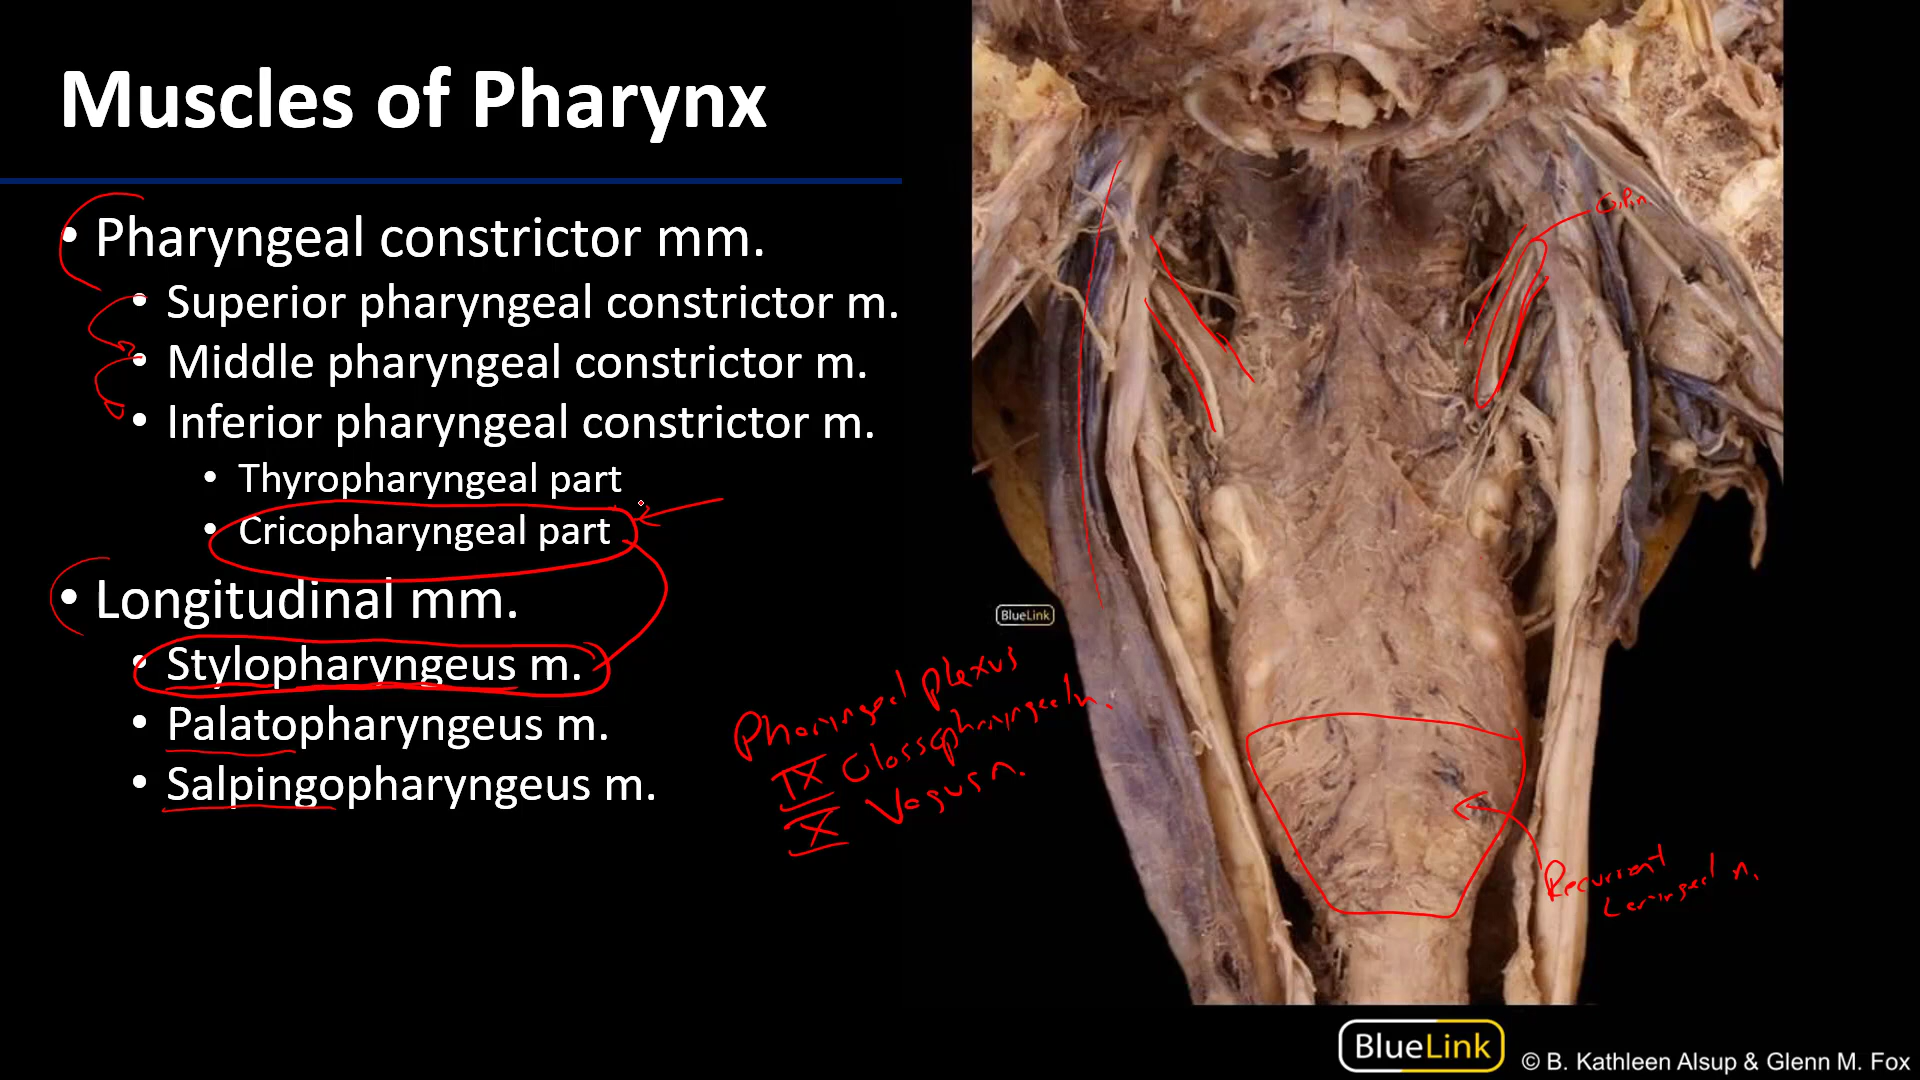 Muscles of Pharynx
• Pharyngeal constrictor mm.
• Superior pharyngeal constrictor m.
• Middle pharyngeal constrictor m.
• Inferior pharyngeal constrictor m.
• Thyropharyngeal part
• Cricopharyngeal part
• Longitudinal mm.
• Stylopharyngeus m.
• Palatopharyngeus m.
• Salpingopharyngeus m.
Pharyngeal plexus
IX Glossopharyngeal n.
X Vagus n.
BlueLink
Recurrent
Laryngeal n.
BlueLink
© B. Kathleen Alsup & Glenn M. Fox